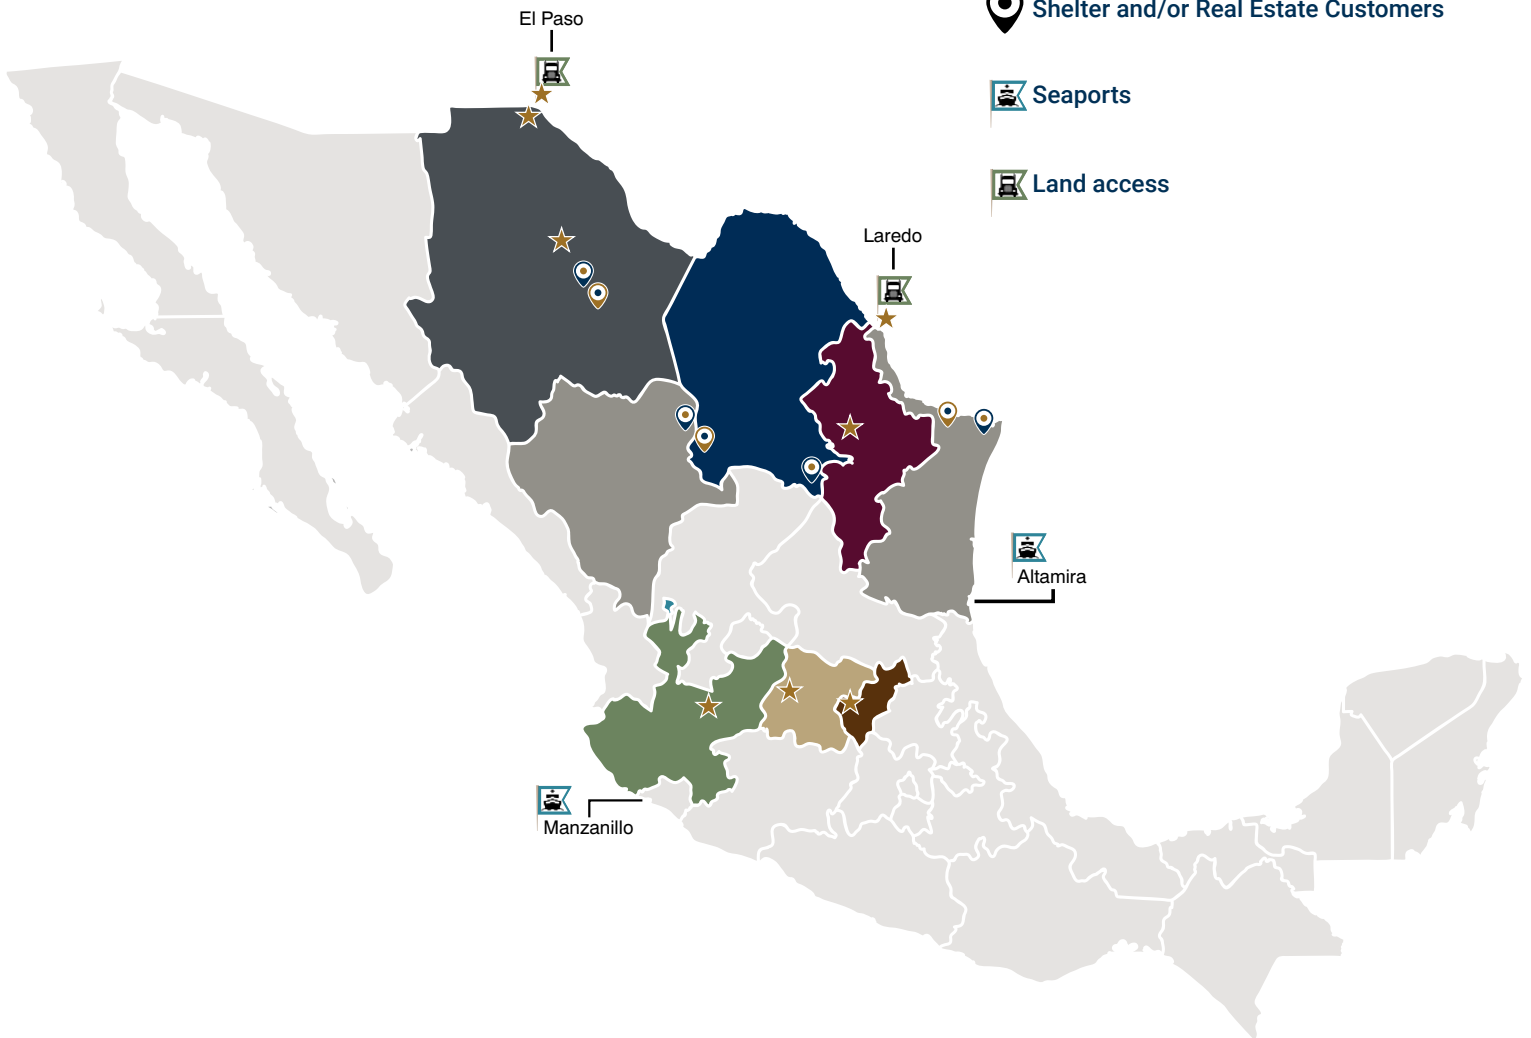 Shelter and/or Real Estate Customers
El Paso
Seaports
Land access
Laredo
Altamira
Manzanillo